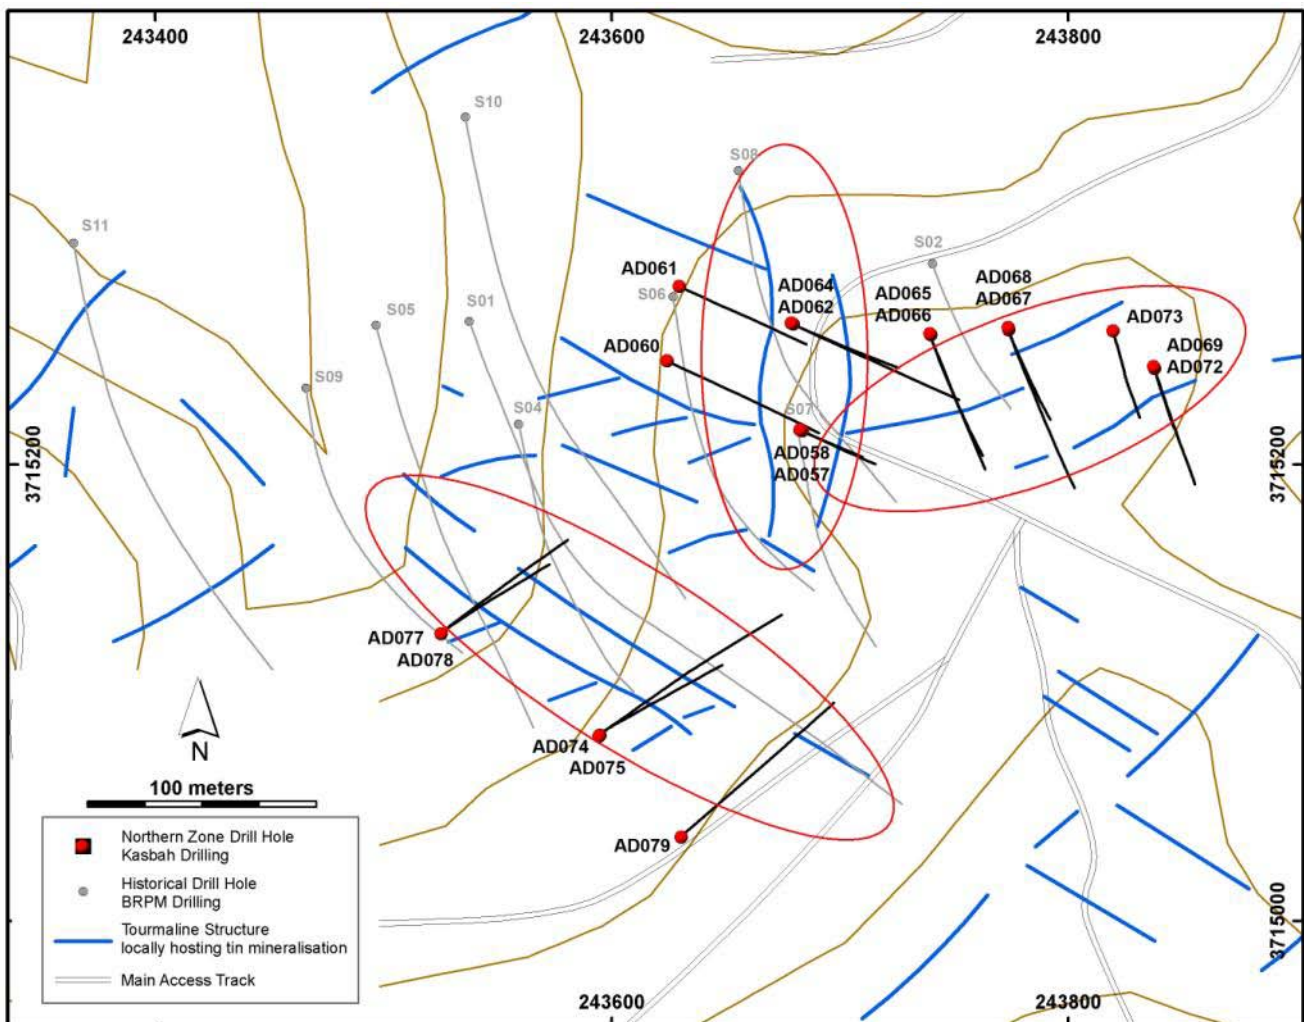 243400
243600
243800
S10
S08
S11
S02
AD061
S06
AD064
AD062
AD065
AD066
AD068
AD067
AD073
AD069
AD072
S05
S01
AD060
S09
S04
S07
AD058
AD057
3715200
3715200
AD077
AD078
AD074
AD075
AD079
N
100 meters
Northern Zone Drill Hole
Kasbah Drilling
Historical Drill Hole
BRPM Drilling
Tourmaline Structure
locally hosting tin mineralisation
Main Access Track
3715000
243600
243800